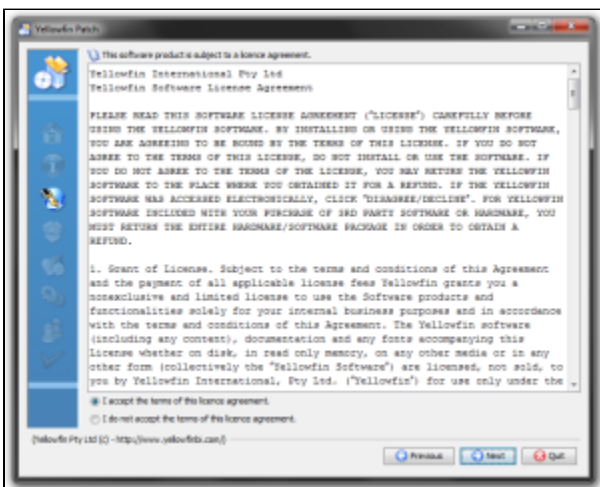 Yellowfin Patch
This software product is subject to a licence agreement.
Yellowfin International Pty Ltd
Yellowfin Software License Agreement
PLEASE READ THIS SOFTWARE LICENSE AGREEMENT ("LICENSE") CAREFULLY BEFORE
USING THE YELLOWFIN SOFTWARE. BY INSTALLING OR USING THE YELLOWFIN SOFTWARE,
YOU ARE AGREEING TO BE BOUND BY THE TERMS OF THIS LICENSE. IF YOU DO NOT
AGREE TO THE TERMS OF THIS LICENSE, DO NOT INSTALL OR USE THE SOFTWARE. IF
YOU DO NOT AGREE TO THE TERMS OF THE LICENSE, YOU MAY RETURN THE YELLOWFIN
SOFTWARE TO THE PLACE WHERE YOU OBTAINED IT FOR A REFUND. IF THE YELLOWFIN
SOFTWARE WAS ACCESSED ELECTRONICALLY, CLICK "DISAGREE/DECLINE". FOR YELLOWFIN
SOFTWARE INCLUDED WITH YOUR PURCHASE OF 3RD PARTY SOFTWARE OR HARDWARE, YOU
MUST RETURN THE ENTIRE HARDWARE/SOFTWARE PACKAGE IN ORDER TO OBTAIN A
REFUND.
1. Grant of License. Subject to the terms and conditions of this Agreement
and the payment of all applicable license fees Yellowfin grants you a
nonexclusive and limited license to use the Software products and
functionalities solely for your internal business purposes and in accordance
with the terms and conditions of this Agreement. The Yellowfin software
(including any content), documentation and any fonts accompanying this
License whether on disk, in read only memory, on any other media or in any
other form (collectively the "Yellowfin Software") are licensed, not sold, to
you by Yellowfin International, Pty Ltd. ("Yellowfin") for use only under the
I accept the terms of this licence agreement.
I do not accept the terms of this licence agreement.
(Yellowfin Pty Ltd (c) - http://www.yellowfinbi.com/)
Previous
Next
Quit